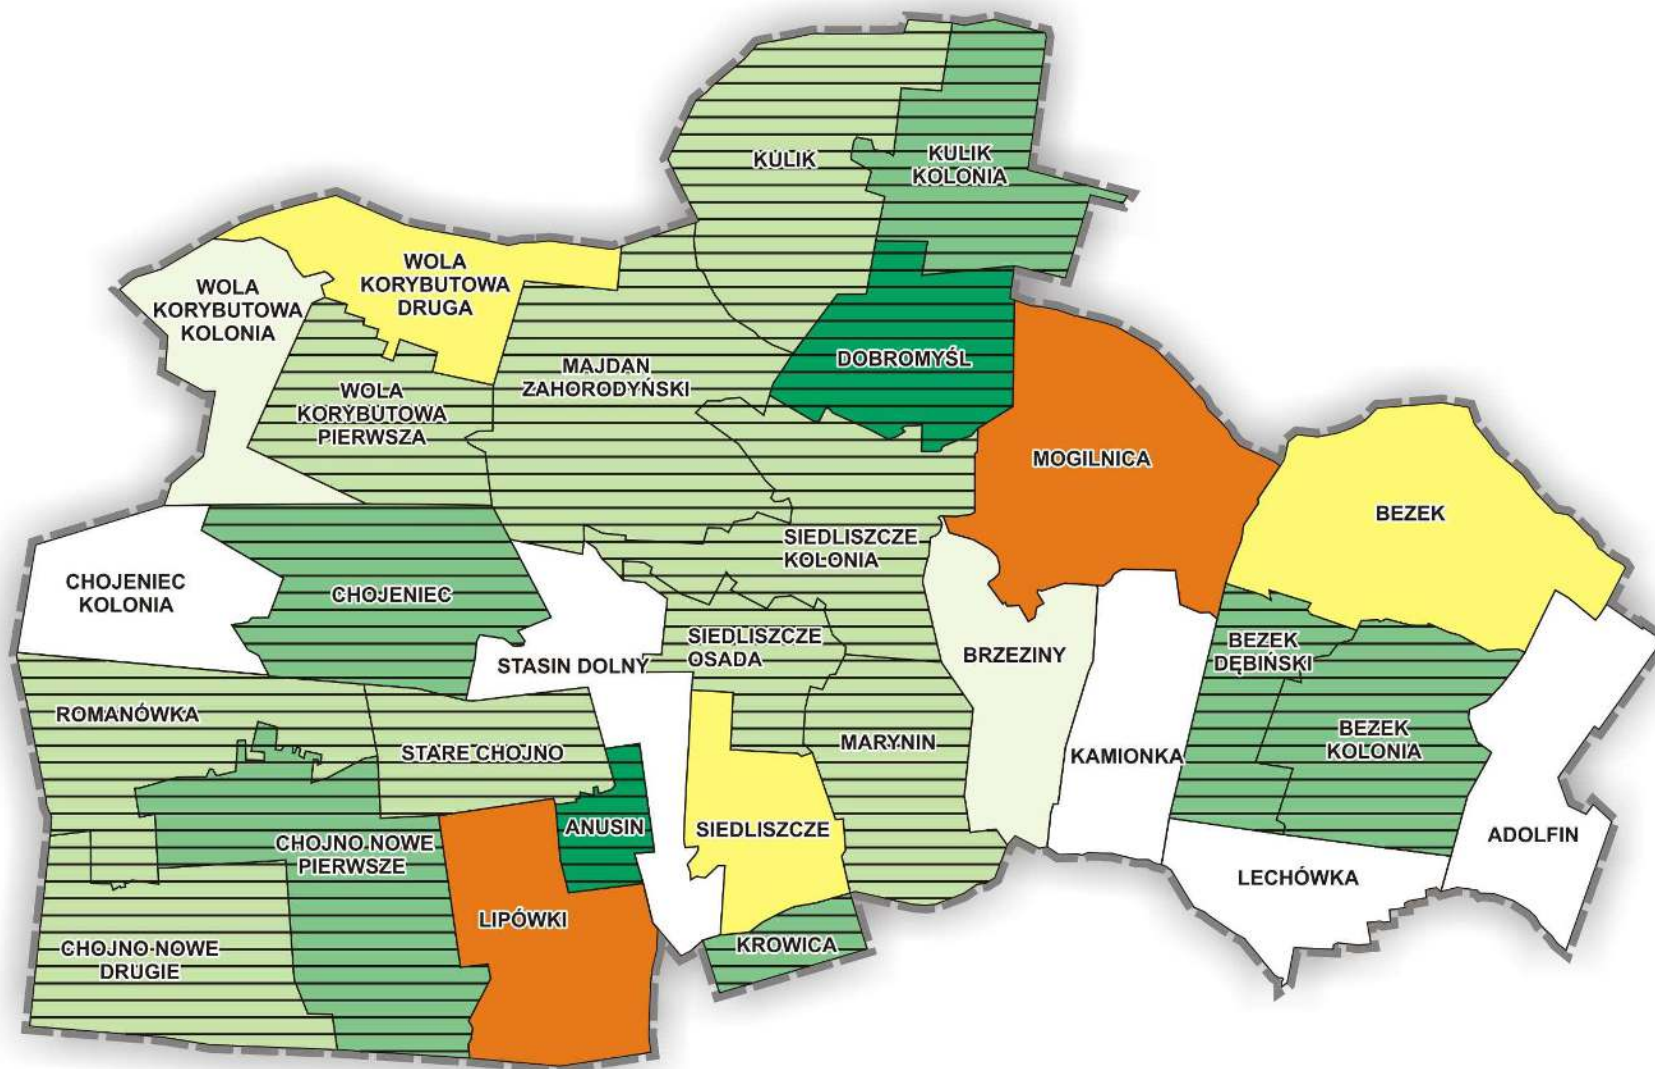 KULIK
KULIK
KOLONIA
WOLA
KORYBUTOWA
DRUGA
WOLA
KORYBUTOWA
KOLONIA
DOBROMYŚL
MAJDAN
ZAHORODYŃSKI
WOLA
KORYBUTOWA
PIERWSZA
MOGILNICA
BEZEK
SIEDLISZCZE
KOLONIA
CHOJENIEC
KOLONIA
CHOJENIEC
SIEDLISZCZE
OSADA
STASIN DOLNY
BRZEZINY
BEZEK
DĘBIŃSKI
ROMANÓWKA
STARE CHOJNO
MARYNIN
KAMIONKA
BEZEK
KOLONIA
ANUSIN
SIEDLISZCZE
ADOLFIN
CHOJNO NOWE
PIERWSZE
LECHÓWKA
LIPÓWKI
KROWICA
CHOJNO NOWE
DRUGIE